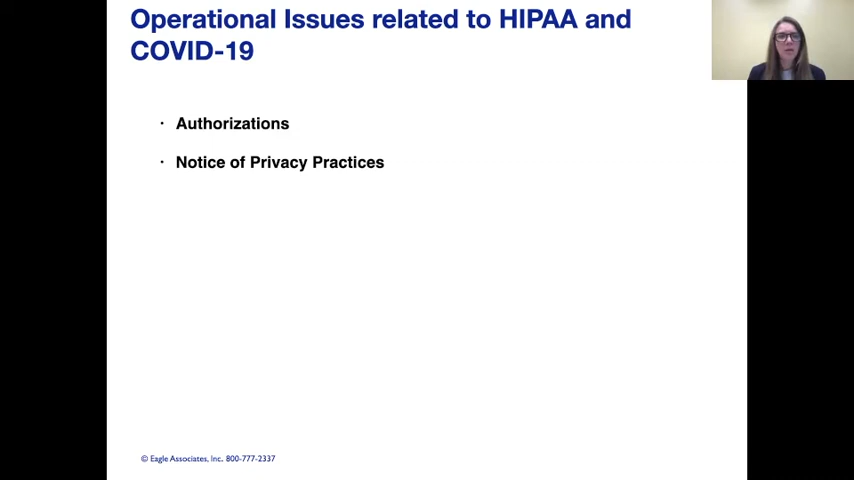 Operational Issues related to HIPAA and
COVID-19
· Authorizations
· Notice of Privacy Practices
© Eagle Associates, Inc. 800-777-2337